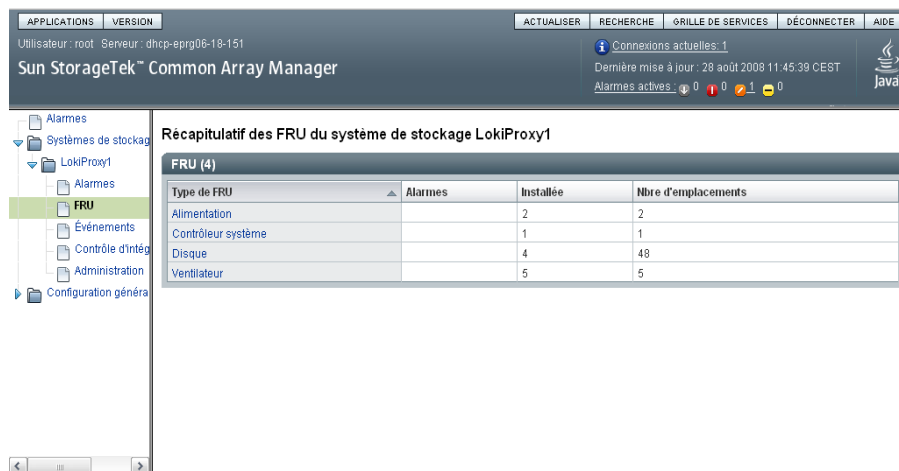 APPLICATIONS VERSION ACTUALISER RECHERCHE GRILLE DE SERVICES DÉCONNECTER AIDE
Utilisateur : root Serveur : dhcp-eprg06-18-151
Sun StorageTek™ Common Array Manager
Connexions actuelles: 1
Dernière mise à jour : 28 août 2008 11:45:39 CEST
Alarmes actives : 0 0 1 0
Java
Alarmes
Systèmes de stockag
LokiProxy1
Alarmes
FRU
Événements
Contrôle d'intég
Administration
Configuration généra
Récapitulatif des FRU du système de stockage LokiProxy1
FRU (4)
Type de FRU Alarmes Installée Nbre d'emplacements
Alimentation 2 2
Contrôleur système 1 1
Disque 4 48
Ventilateur 5 5